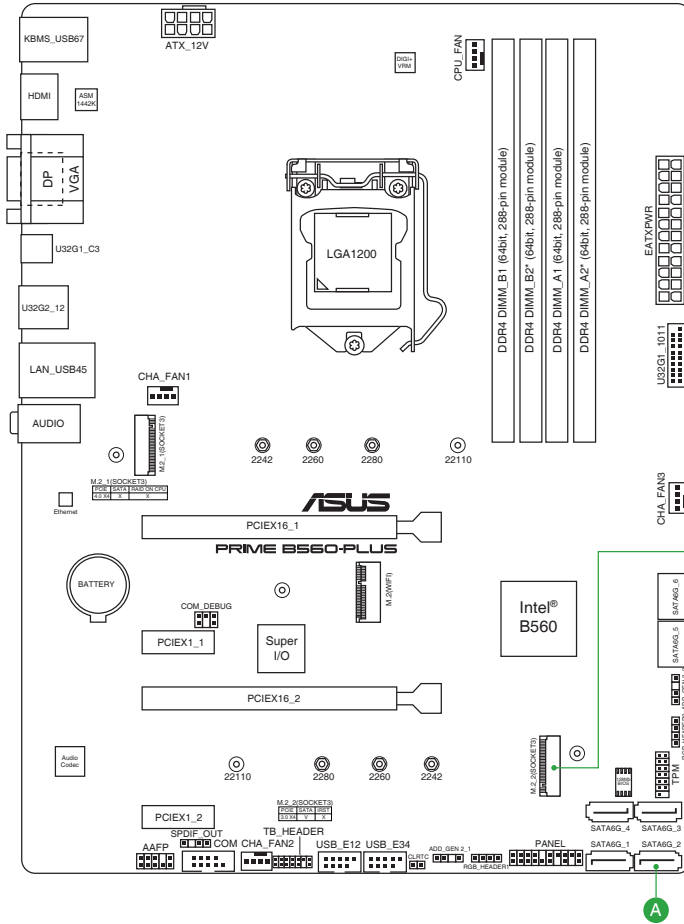 KBMS_USB67
ATX_12V
DIGI+
VRM
CPU_FAN
HDMI
ASM
1442K
DP
VGA
DDR4 DIMM_B1 (64bit, 288-pin module)
DDR4 DIMM_B2* (64bit, 288-pin module)
DDR4 DIMM_A1 (64bit, 288-pin module)
DDR4 DIMM_A2* (64bit, 288-pin module)
EATXPWR
LGA1200
U32G1_C3
U32G2_12
U32G1_1011
LAN_USB45
CHA_FAN1
AUDIO
M.2_1(SOCKET3)
2242 2260 2280 22110
M.2_1(SOCKET3)
PCIE SATA RAID ON CPU
4.0 X4 X X
CHA_FAN3
Ethernet
ASUS
PCIEX16_1
PRIME B560-PLUS
BATTERY
M.2(WIFI)
COM_DEBUG
Intel®
B560
SATA6G_6
PCIEX1_1
Super
I/O
SATA6G_5
PCIEX16_2
Audio
Codec
22110 2280 2260 2242
M.2_2(SOCKET3)
TPM
M.2_2(SOCKET3)
PCIE SATA IRST
3.0 X4 V X
PCIEX1_2
SATA6G_4 SATA6G_3
SPDIF_OUT
AAFP
COM
CHA_FAN2
TB_HEADER
USB_E12
USB_E34
CLRTC
ADD_GEN 2_1
RGB_HEADER1
PANEL
SATA6G_1 SATA6G_2
A